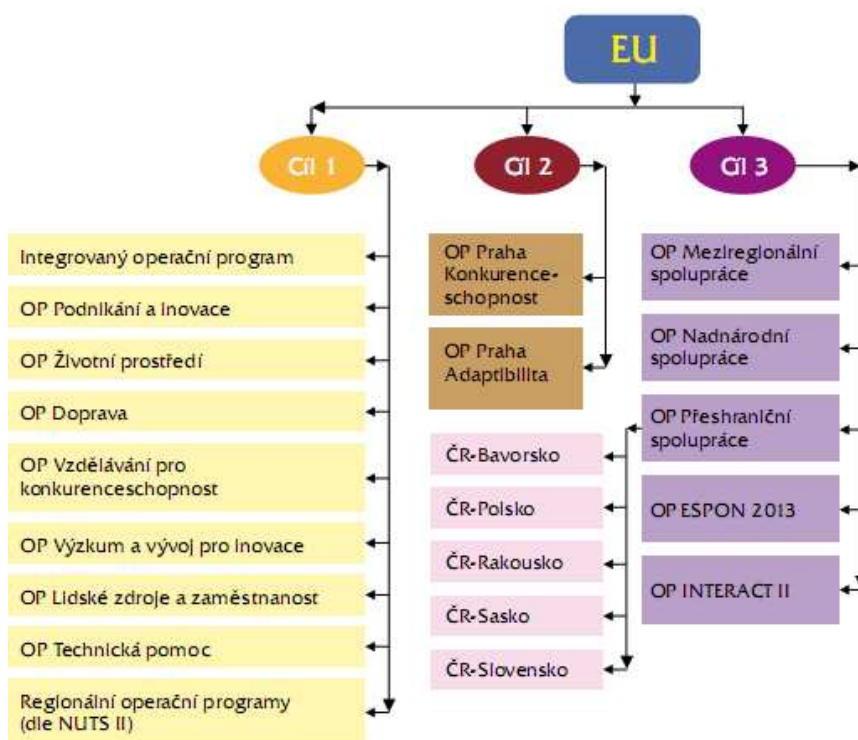 EU
Cíl 1
Cíl 2
Cíl 3
Integrovaný operační program
OP Podnikání a inovace
OP Životní prostředí
OP Doprava
OP Vzdělávání pro
konkurenceschopnost
OP Výzkum a vývoj pro inovace
OP Lidské zdroje a zaměstnanost
OP Technická pomoc
Regionální operační programy
(dle NUTS II)
OP Praha
Konkurence-
schopnost
OP Praha
Adaptibilita
OP Meziregionální
spolupráce
OP Nadnárodní
spolupráce
OP Přeshraniční
spolupráce
OP ESPON 2013
OP INTERACT II
ČR-Bavorsko
ČR-Polsko
ČR-Rakousko
ČR-Sasko
ČR-Slovensko